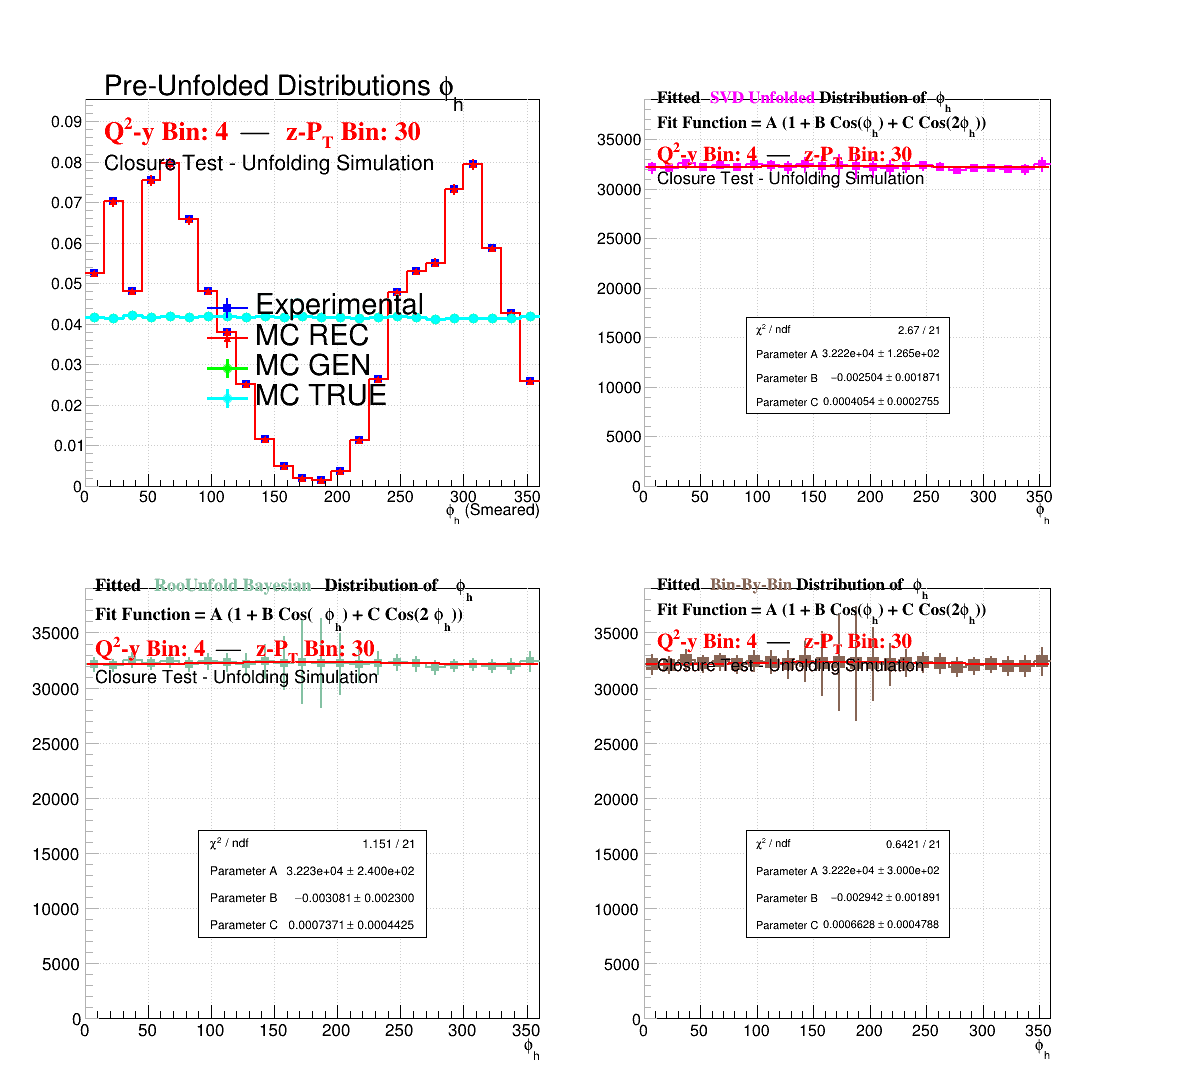 Pre-Unfolded Distributions ϕh
Q²-y Bin: 4 — z-PT Bin: 30
Closure Test - Unfolding Simulation
0.09
0.08
0.07
0.06
0.05
0.04
0.03
0.02
0.01
0
Experimental
MC REC
MC GEN
MC TRUE
0 50 100 150 200 250 300 350
ϕh (Smeared)
Fitted SVD Unfolded Distribution of ϕh
Fit Function = A (1 + B Cos(ϕh) + C Cos(2ϕh))
Q²-y Bin: 4 — z-PT Bin: 30
Closure Test - Unfolding Simulation
35000
30000
25000
20000
15000
10000
5000
0
χ² / ndf 2.67 / 21
Parameter A 3.222e+04 ± 1.265e+02
Parameter B −0.002504 ± 0.001871
Parameter C 0.0004054 ± 0.0002755
0 50 100 150 200 250 300 350
ϕh
Fitted RooUnfold Bayesian Distribution of ϕh
Fit Function = A (1 + B Cos( ϕh) + C Cos(2 ϕh))
Q²-y Bin: 4 — z-PT Bin: 30
Closure Test - Unfolding Simulation
35000
30000
25000
20000
15000
10000
5000
0
χ² / ndf 1.151 / 21
Parameter A 3.223e+04 ± 2.400e+02
Parameter B −0.003081 ± 0.002300
Parameter C 0.0007371 ± 0.0004425
0 50 100 150 200 250 300 350
ϕh
Fitted Bin-By-Bin Distribution of ϕh
Fit Function = A (1 + B Cos(ϕh) + C Cos(2ϕh))
Q²-y Bin: 4 — z-PT Bin: 30
Closure Test - Unfolding Simulation
35000
30000
25000
20000
15000
10000
5000
0
χ² / ndf 0.6421 / 21
Parameter A 3.222e+04 ± 3.000e+02
Parameter B −0.002942 ± 0.001891
Parameter C 0.0006628 ± 0.0004788
0 50 100 150 200 250 300 350
ϕh